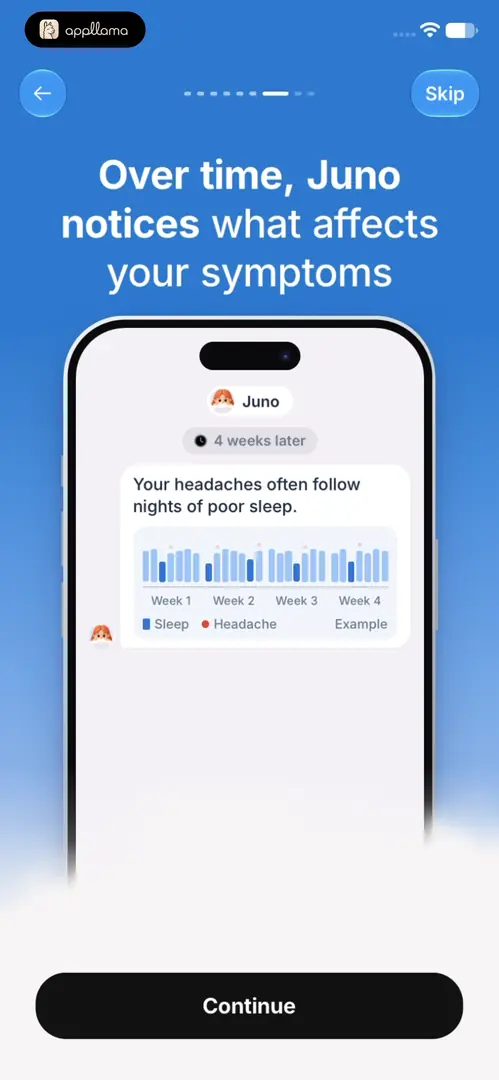 appllama
Skip
Over time, Juno
notices what affects
your symptoms
Juno
4 weeks later
Your headaches often follow
nights of poor sleep.
Week 1 Week 2 Week 3 Week 4
Sleep Headache Example
Continue